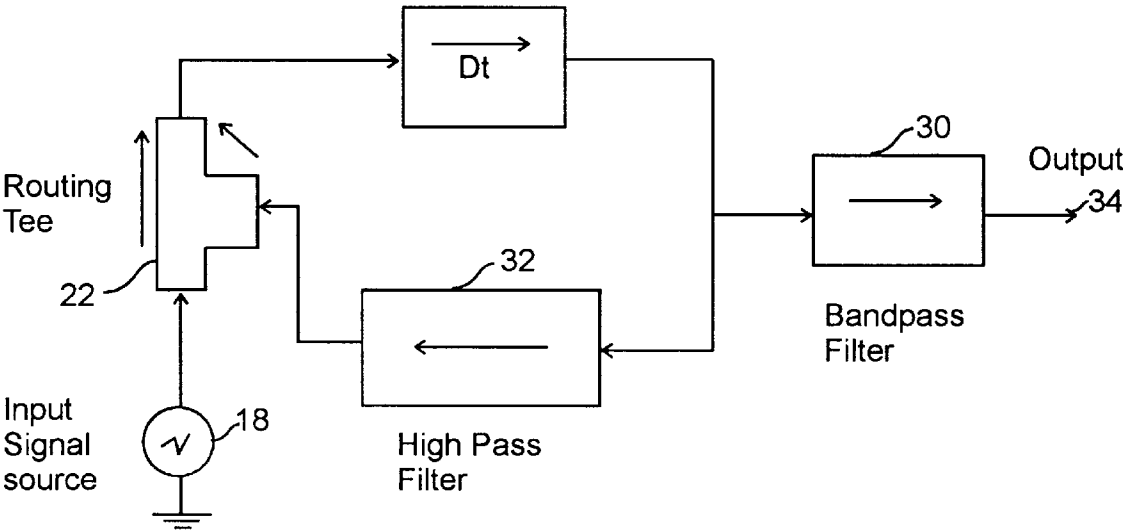 Dt
30
Output
34
Routing
Tee
22
32
Bandpass
Filter
Input
Signal
source
18
High Pass
Filter